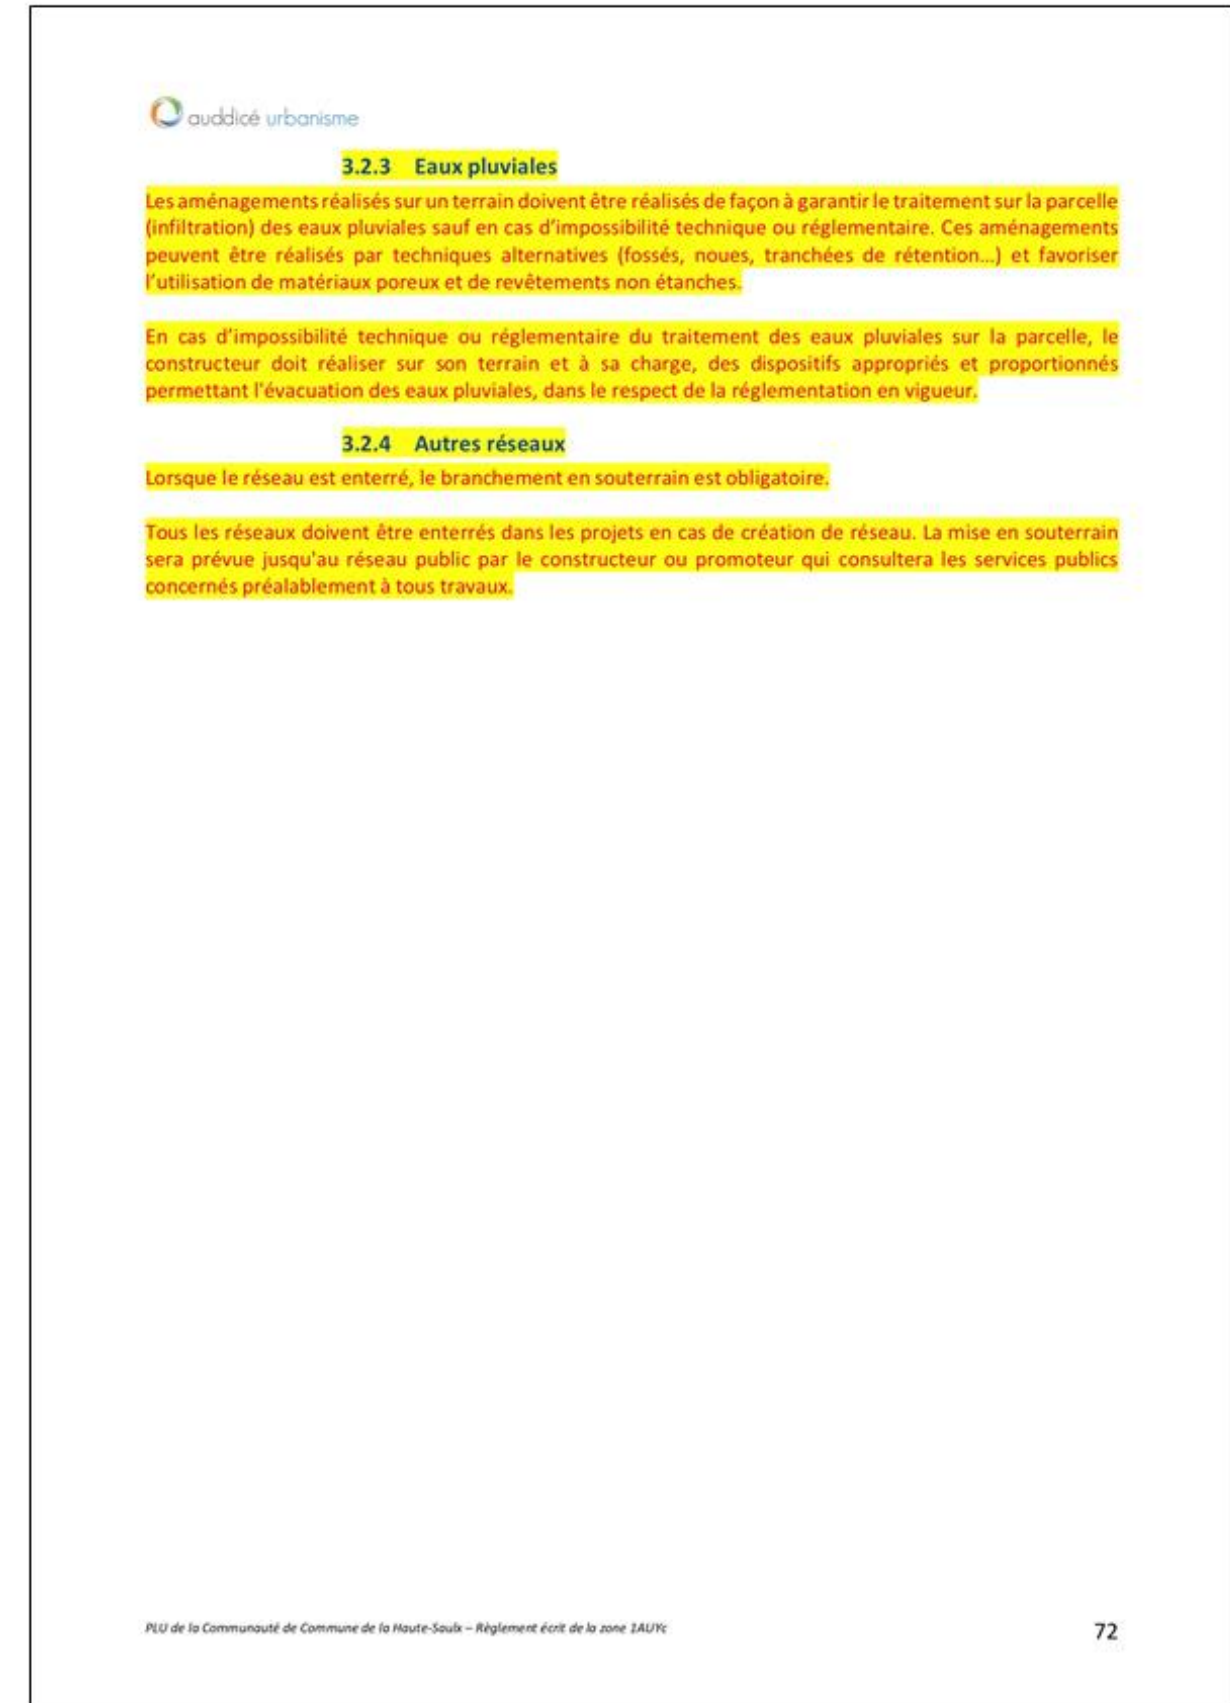 auddicé urbanisme
3.2.3 Eaux pluviales
Les aménagements réalisés sur un terrain doivent être réalisés de façon à garantir le traitement sur la parcelle
(infiltration) des eaux pluviales sauf en cas d’impossibilité technique ou réglementaire. Ces aménagements
peuvent être réalisés par techniques alternatives (fossés, noues, tranchées de rétention…) et favoriser
l’utilisation de matériaux poreux et de revêtements non étanches.
En cas d’impossibilité technique ou réglementaire du traitement des eaux pluviales sur la parcelle, le
constructeur doit réaliser sur son terrain et à sa charge, des dispositifs appropriés et proportionnés
permettant l'évacuation des eaux pluviales, dans le respect de la réglementation en vigueur.
3.2.4 Autres réseaux
Lorsque le réseau est enterré, le branchement en souterrain est obligatoire.
Tous les réseaux doivent être enterrés dans les projets en cas de création de réseau. La mise en souterrain
sera prévue jusqu'au réseau public par le constructeur ou promoteur qui consultera les services publics
concernés préalablement à tous travaux.
PLU de la Communauté de Commune de la Haute-Saulx – Règlement écrit de la zone 1AUYc
72